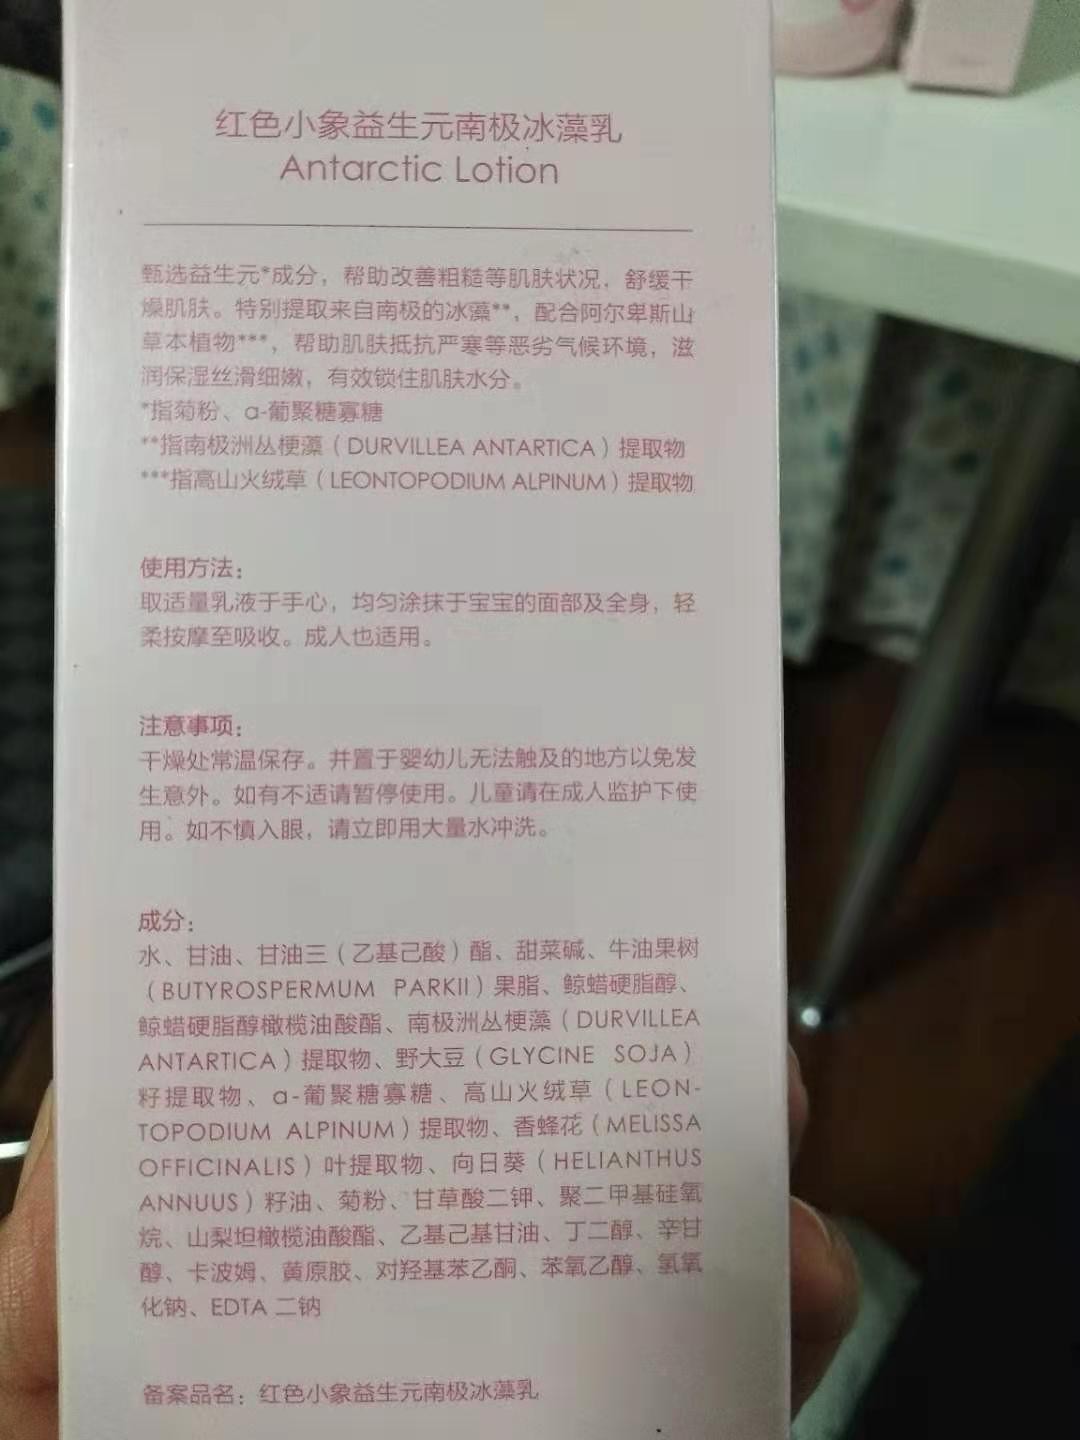 红色小象益生元南极冰藻乳
Antarctic Lotion
甄选益生元*成分，帮助改善粗糙等肌肤状况，舒缓干
燥肌肤。特别提取来自南极的冰藻**，配合阿尔卑斯山
草本植物***，帮助肌肤抵抗严寒等恶劣气候环境，滋
润保湿丝滑细嫩，有效锁住肌肤水分。
*指菊粉、α-葡聚糖寡糖
**指南极洲丛梗藻（DURVILLEA ANTARTICA）提取物
***指高山火绒草（LEONTOPODIUM ALPINUM）提取物
使用方法：
取适量乳液于手心，均匀涂抹于宝宝的面部及全身，轻
柔按摩至吸收。成人也适用。
注意事项：
干燥处常温保存。并置于婴幼儿无法触及的地方以免发
生意外。如有不适请暂停使用。儿童请在成人监护下使
用。如不慎入眼，请立即用大量水冲洗。
成分：
水、甘油、甘油三（乙基己酸）酯、甜菜碱、牛油果树
（BUTYROSPERMUM PARKII）果脂、鲸蜡硬脂醇、
鲸蜡硬脂醇橄榄油酸酯、南极洲丛梗藻（DURVILLEA
ANTARTICA）提取物、野大豆（GLYCINE SOJA）
籽提取物、α-葡聚糖寡糖、高山火绒草（LEON-
TOPODIUM ALPINUM）提取物、香蜂花（MELISSA
OFFICINALIS）叶提取物、向日葵（HELIANTHUS
ANNUUS）籽油、菊粉、甘草酸二钾、聚二甲基硅氧
烷、山梨坦橄榄油酸酯、乙基己基甘油、丁二醇、辛甘
醇、卡波姆、黄原胶、对羟基苯乙酮、苯氧乙醇、氢氧
化钠、EDTA 二钠
备案品名：红色小象益生元南极冰藻乳